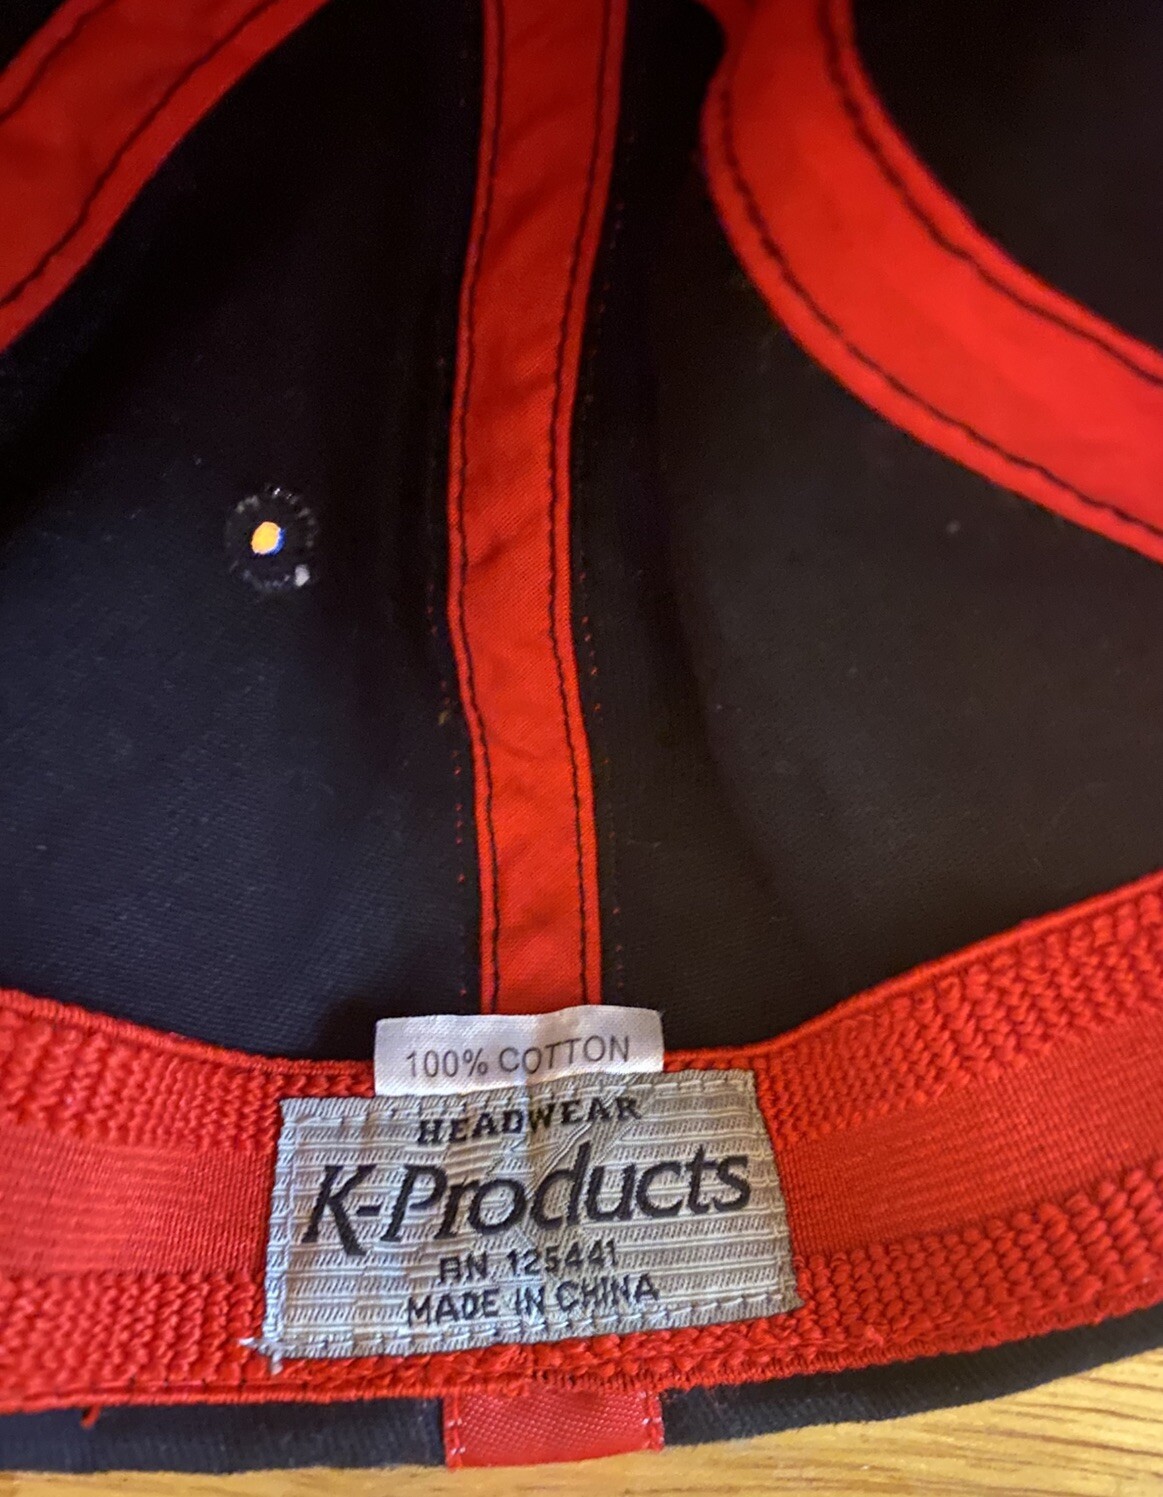 100% COTTON
HEADWEAR
K-Products
RN 125441
MADE IN CHINA